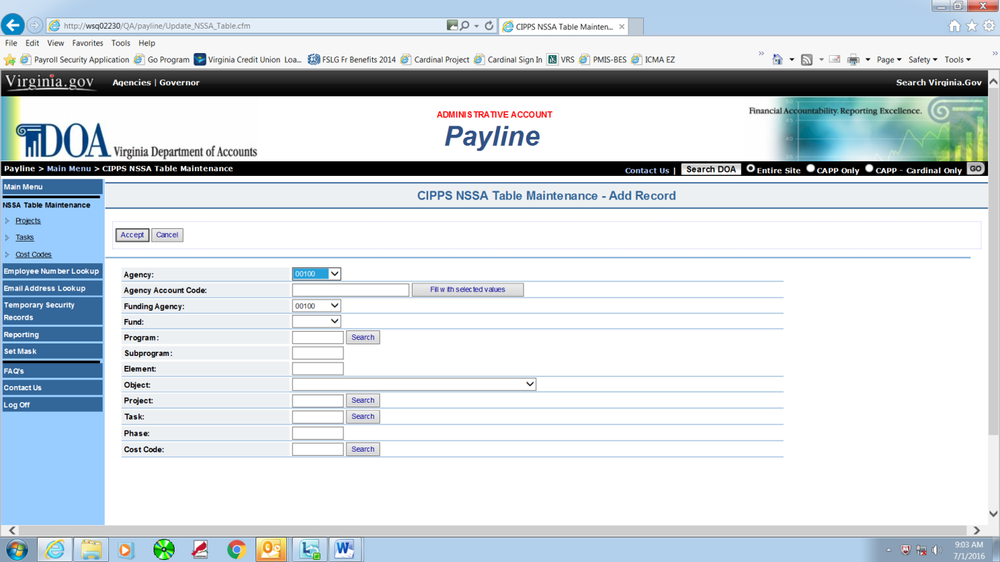 http://wsq02230/QA/payline/Update_NSSA_Table.cfm
CIPPS NSSA Table Mainten...
File Edit View Favorites Tools Help
Payroll Security Application Go Program Virginia Credit Union Loa... FSLG Fr Benefits 2014 Cardinal Project Cardinal Sign In VRS PMIS-BES ICMA EZ Page Safety Tools
Virginia.gov Agencies | Governor Search Virginia.Gov
ADMINISTRATIVE ACCOUNT
Payline
Financial Accountability. Reporting Excellence.
DOA Virginia Department of Accounts
Payline > Main Menu > CIPPS NSSA Table Maintenance
Contact Us | Search DOA Entire Site CAPP Only CAPP - Cardinal Only GO
Main Menu
NSSA Table Maintenance
Projects
Tasks
Cost Codes
Employee Number Lookup
Email Address Lookup
Temporary Security
Records
Reporting
Set Mask
FAQ's
Contact Us
Log Off
CIPPS NSSA Table Maintenance - Add Record
Accept Cancel
Agency: 00100
Agency Account Code: Fill with selected values
Funding Agency: 00100
Fund:
Program: Search
Subprogram:
Element:
Object:
Project: Search
Task: Search
Phase:
Cost Code: Search
9:03 AM
7/1/2016